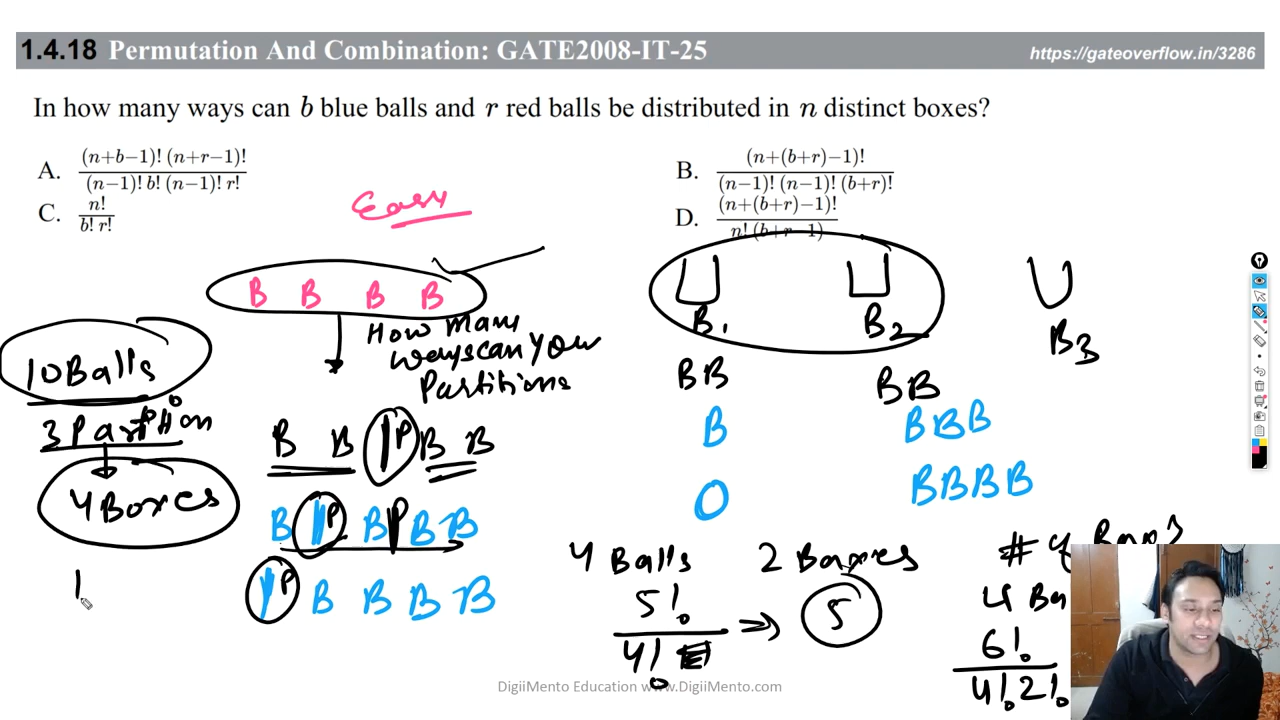 1.4.18 Permutation And Combination: GATE2008-IT-25 https://gateoverflow.in/3286
In how many ways can b blue balls and r red balls be distributed in n distinct boxes?
A. (n+b−1)! (n+r−1)! / (n−1)! b! (n−1)! r!
B. (n+(b+r)−1)! / (n−1)! (n−1)! (b+r)!
C. n! / b! r!
D. (n+(b+r)−1)! / n! (b+r−1)
Easy
B B B B
B1 B2 B3
How many
ways can you
Partitions
10 Balls
3 Partition
4 Boxes
B B P B B
B P B P B B
P B B B B
BB BB
B BBB
O BBBB
4 Balls 2 Boxes
5! / 4! ⇒ 5
# of
4 Ba
6! / 4! 2!
1
DigiiMento Education www.DigiiMento.com